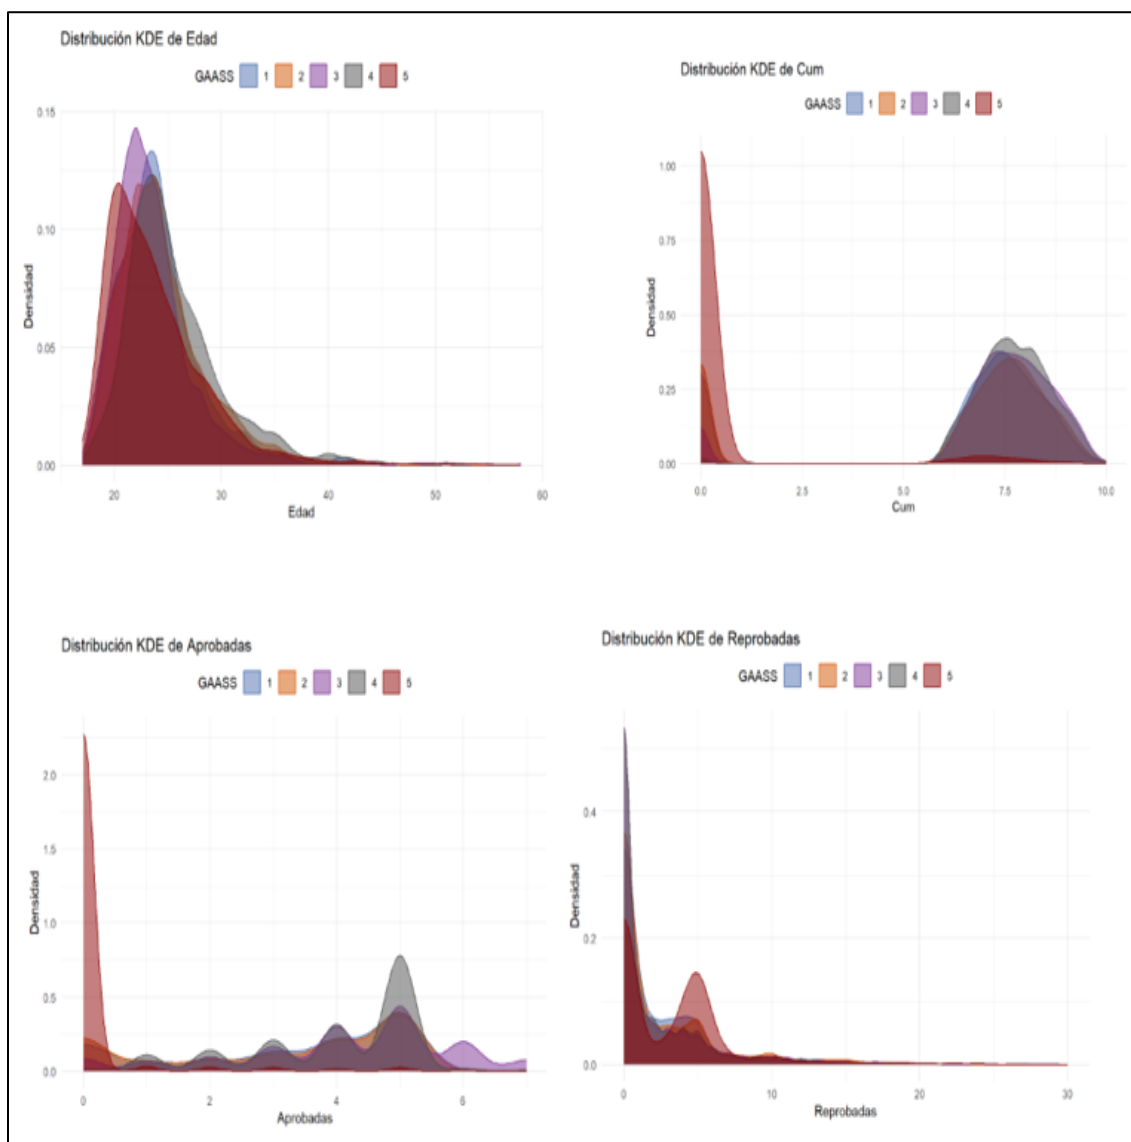 Distribución KDE de Edad
GAASS 1 2 3 4 5
0.15
0.10
0.05
0.00
Densidad
20 30 40 50 60
Edad
Distribución KDE de Cum
GAASS 1 2 3 4 5
1.00
0.75
0.50
0.25
0.00
Densidad
0.0 2.5 5.0 7.5 10.0
Cum
Distribución KDE de Aprobadas
GAASS 1 2 3 4 5
2.0
1.5
1.0
0.5
0.0
Densidad
0 2 4 6
Aprobadas
Distribución KDE de Reprobadas
GAASS 1 2 3 4 5
0.4
0.2
0.0
Densidad
0 10 20 30
Reprobadas